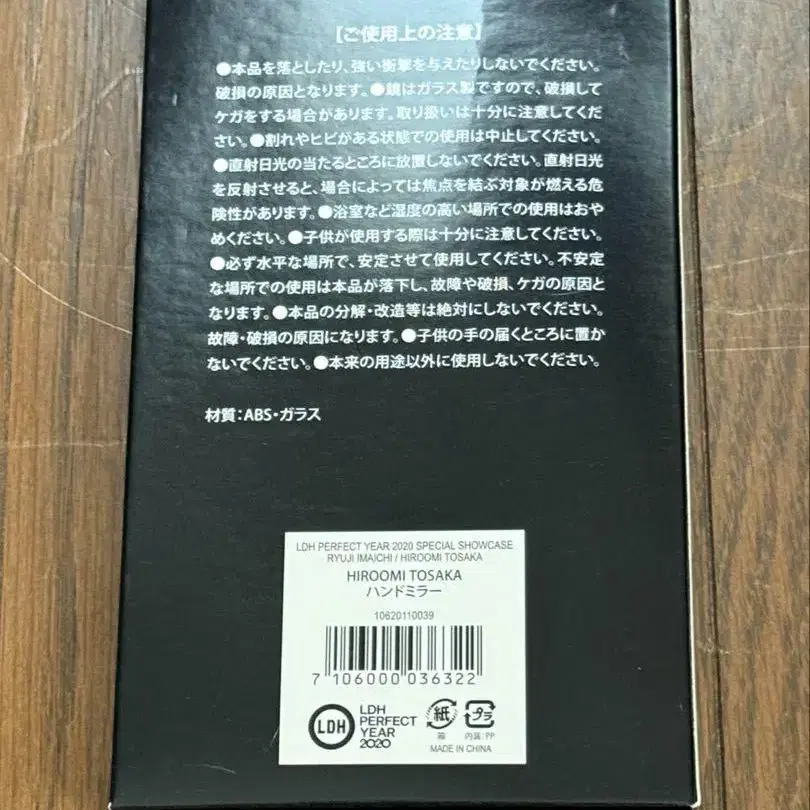 【ご使用上の注意】
●本品を落としたり、強い衝撃を与えたりしないでください。
破損の原因となります。●鏡はガラス製ですので、破損して
ケガをする場合があります。取り扱いは十分に注意してくだ
さい。●割れやヒビがある状態での使用は中止してください。
●直射日光の当たるところに放置しないでください。直射日光
を反射させると、場合によっては焦点を結ぶ対象が燃える危
険性があります。●浴室など湿度の高い場所での使用はおや
めください。●子供が使用する際は十分に注意してください。
●必ず水平な場所で、安定させて使用してください。不安定
な場所での使用は本品が落下し、故障や破損、ケガの原因と
なります。●本品の分解・改造等は絶対にしないでください。
故障・破損の原因になります。●子供の手の届くところに置か
ないでください。●本来の用途以外に使用しないでください。
材質：ABS・ガラス
LDH PERFECT YEAR 2020 SPECIAL SHOWCASE
RYUJI IMAICHI / HIROOMI TOSAKA
HIROOMI TOSAKA
ハンドミラー
10620110039
7 106000 036322
LDH
LDH
PERFECT
YEAR
2020
紙
箱
プラ
内装:PP
MADE IN CHINA